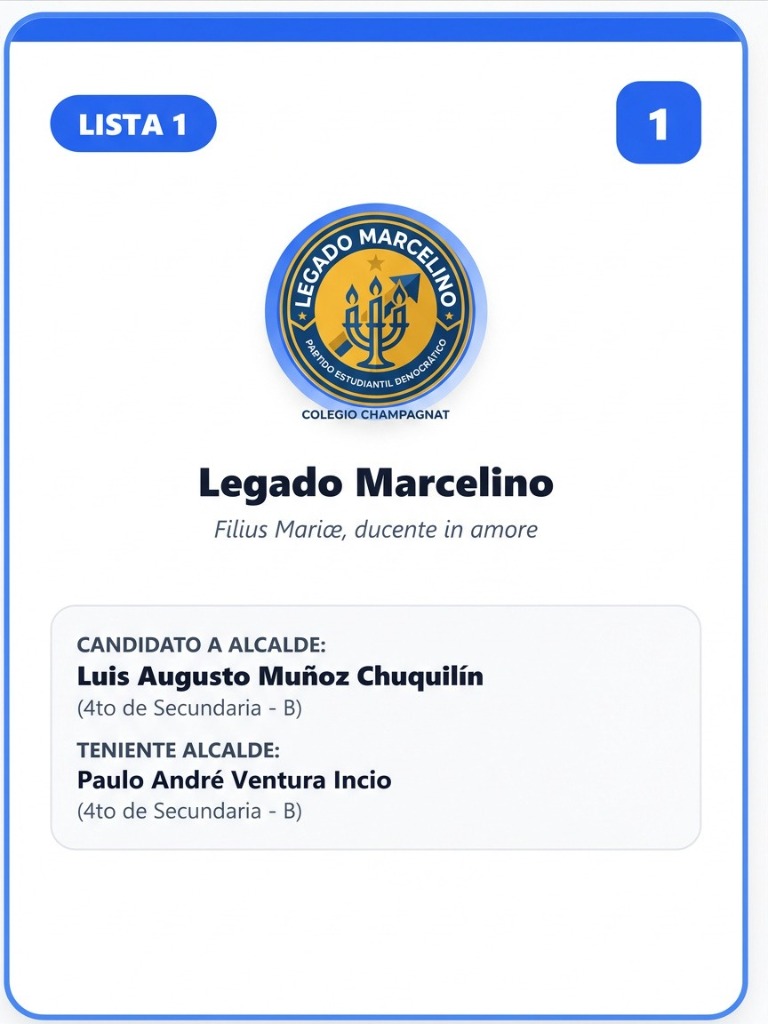 LISTA 1
1
LEGADO MARCELINO
PARTIDO ESTUDIANTIL DENOCRÁTICO
COLEGIO CHAMPAGNAT
Legado Marcelino
Filius Mariæ, ducente in amore
CANDIDATO A ALCALDE:
Luis Augusto Muñoz Chuquilín
(4to de Secundaria - B)
TENIENTE ALCALDE:
Paulo André Ventura Incio
(4to de Secundaria - B)